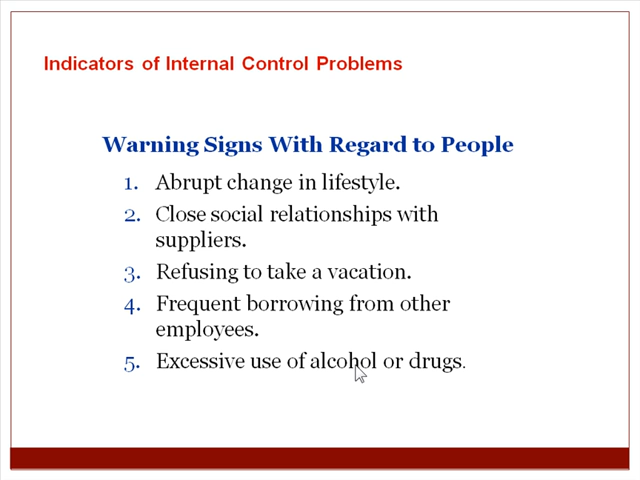 Indicators of Internal Control Problems
Warning Signs With Regard to People
1. Abrupt change in lifestyle.
2. Close social relationships with
suppliers.
3. Refusing to take a vacation.
4. Frequent borrowing from other
employees.
5. Excessive use of alcohol or drugs.